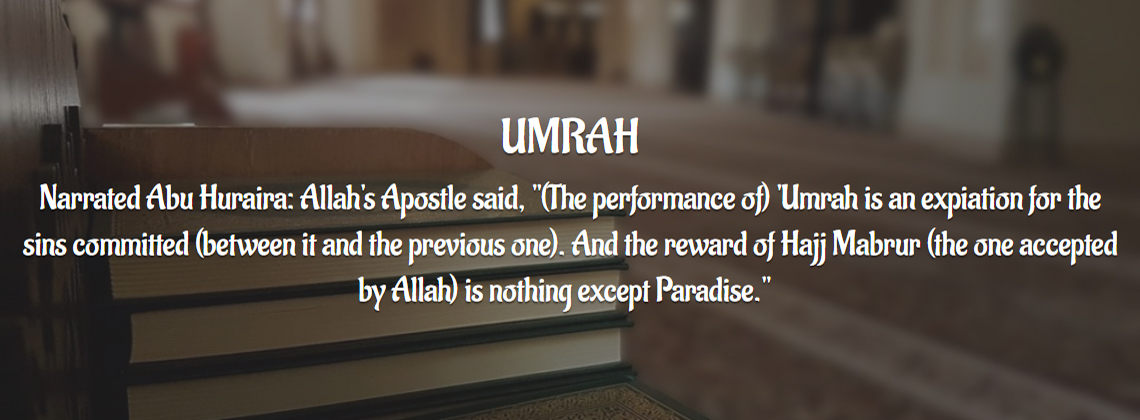 UMRAH
Narrated Abu Huraira: Allah's Apostle said, "(The performance of) 'Umrah is an expiation for the
sins committed (between it and the previous one). And the reward of Hajj Mabrur (the one accepted
by Allah) is nothing except Paradise."